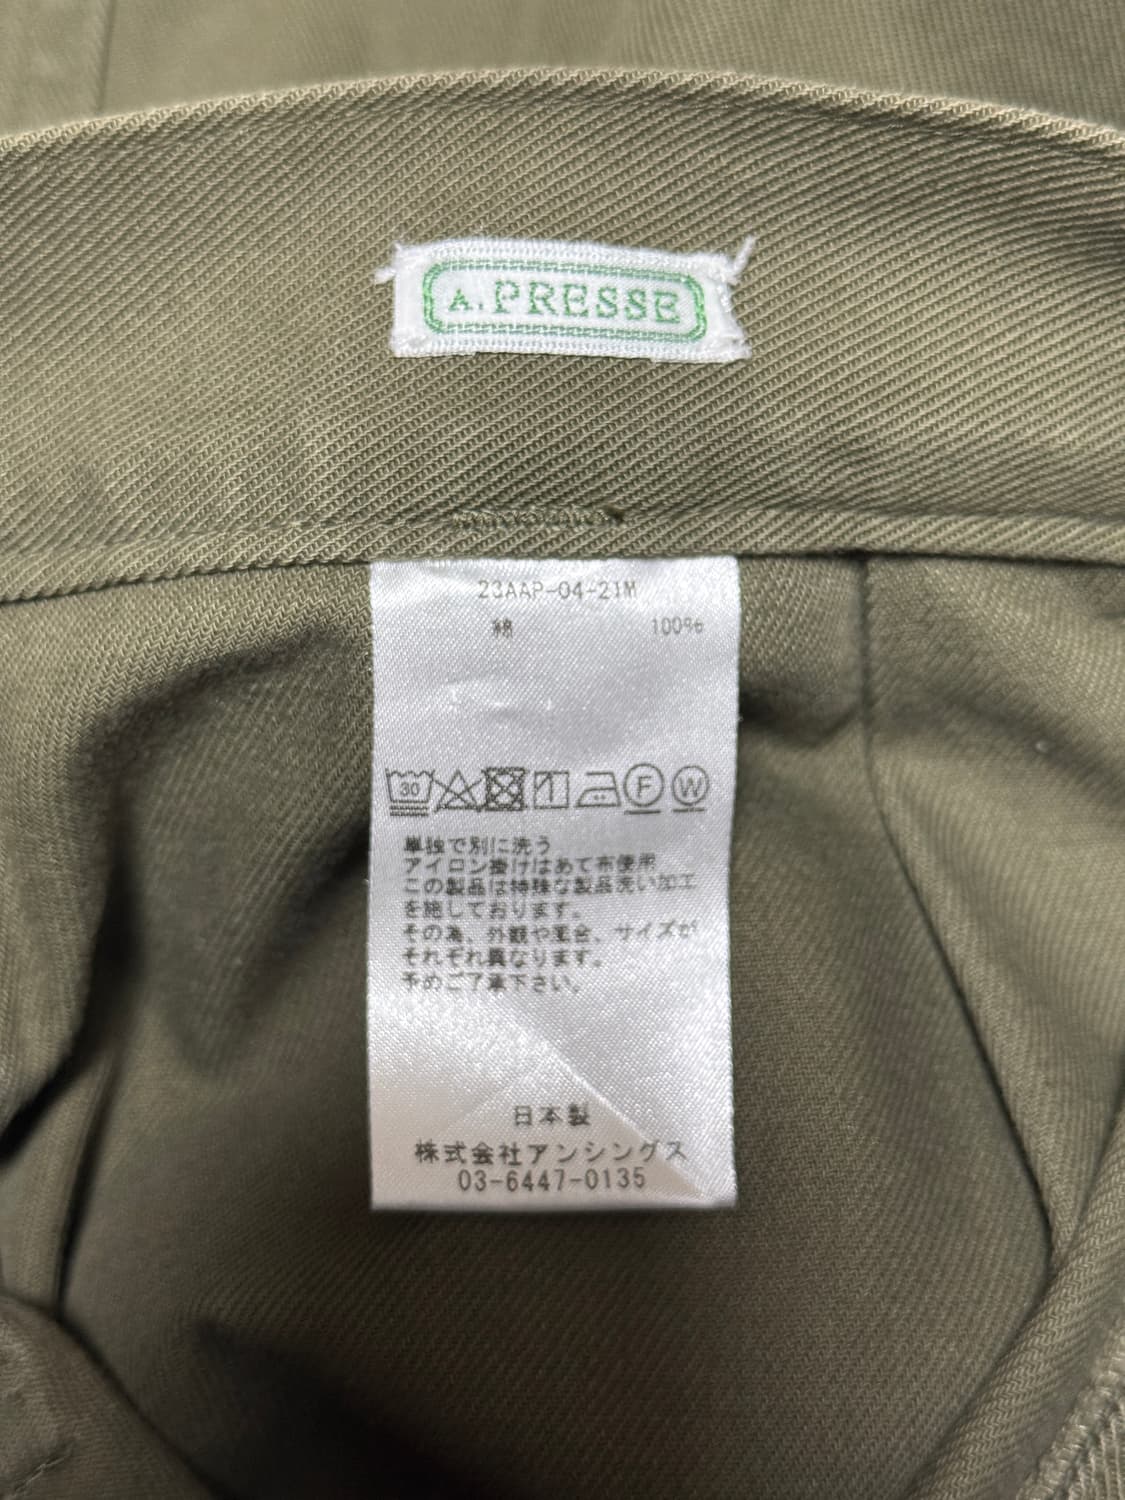 A.PRESSE
23AAP-04-21M
綿 100%
30
F W
単独で別に洗う
アイロン掛けはあて布使用
この製品は特殊な製品洗い加工
を施しております。
その為、外観や風合、サイズが
それぞれ異なります。
予めご了承下さい。
日本製
株式会社アンシングス
03-6447-0135